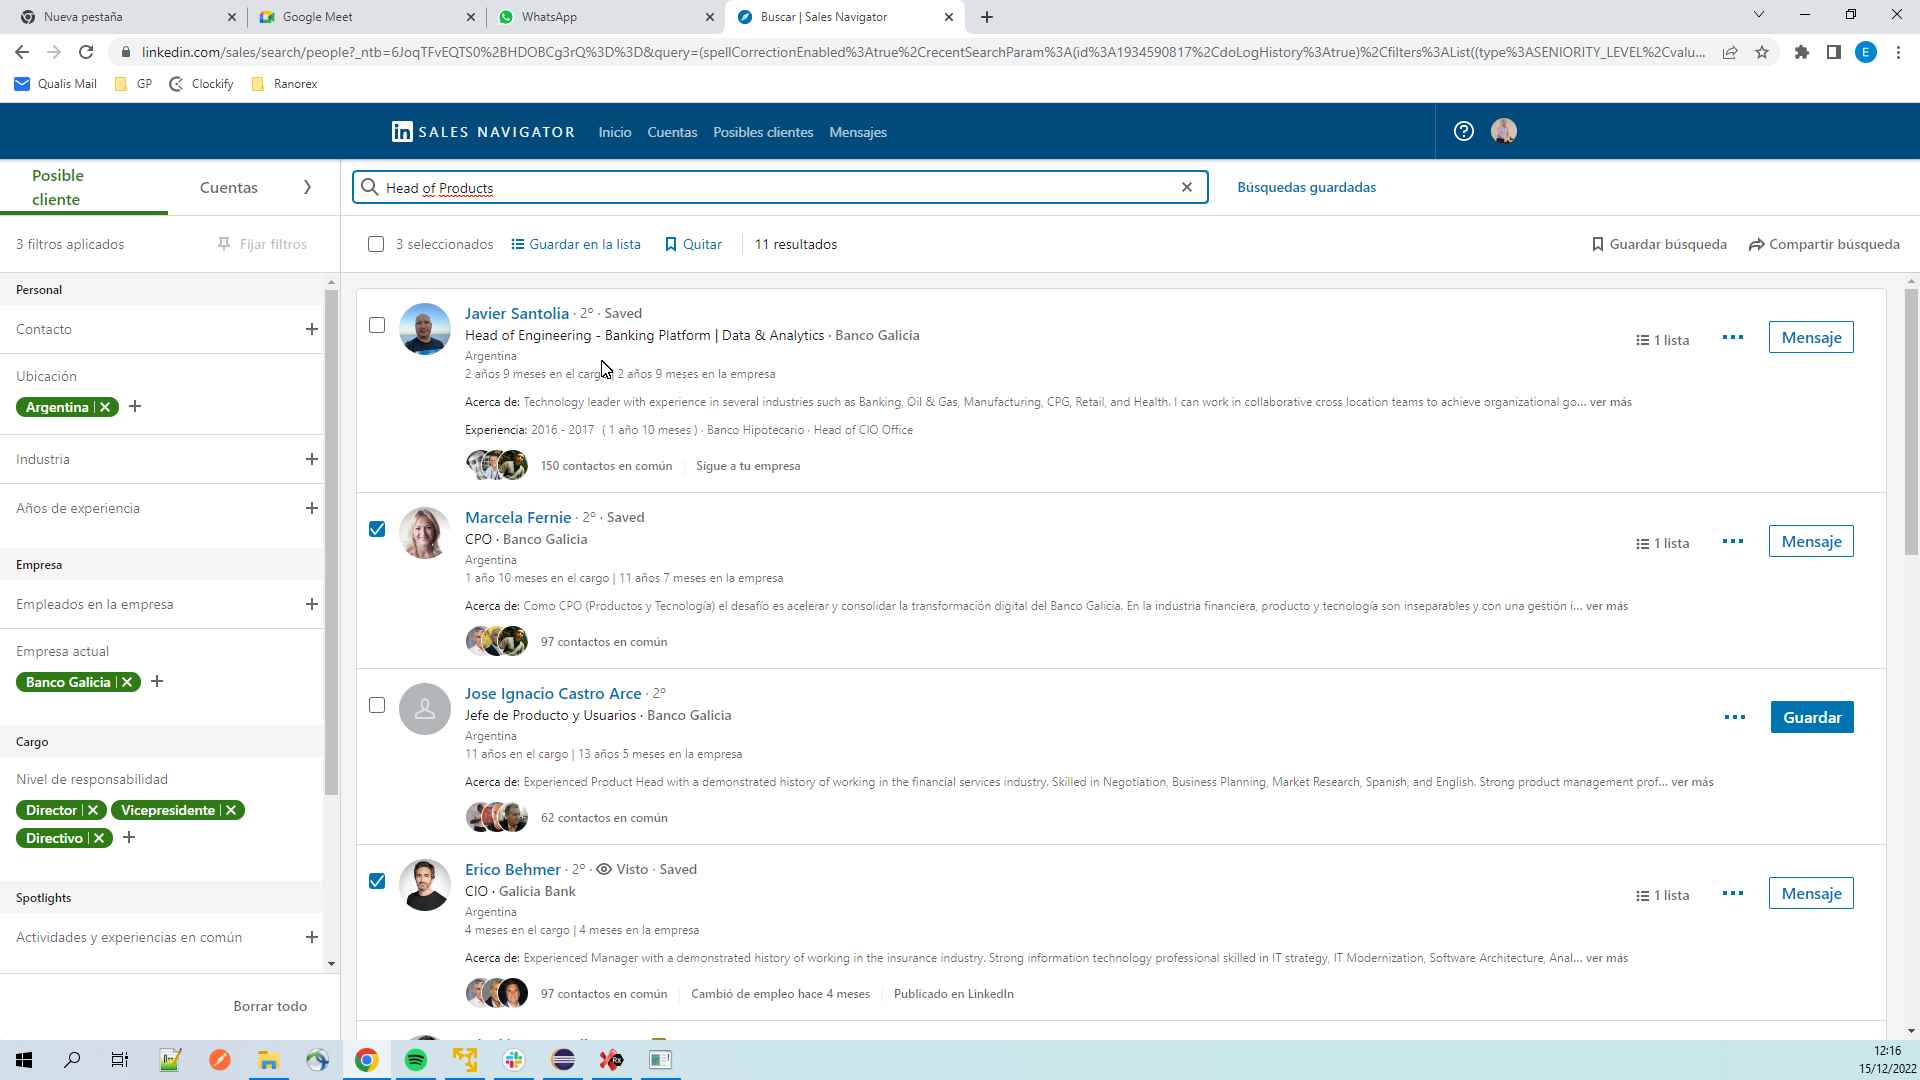 Nueva pestaña
Google Meet
WhatsApp
Buscar | Sales Navigator
linkedin.com/sales/search/people?_ntb=6JoqTFvEQTS0%2BHDOBCg3rQ%3D%3D&query=(spellCorrectionEnabled%3Atrue%2CrecentSearchParam%3A(id%3A1934590817%2CdoLogHistory%3Atrue)%2Cfilters%3AList((type%3ASENIORITY_LEVEL%2Cvalu...
E
Qualis Mail
GP
Clockify
Ranorex
in SALES NAVIGATOR
Inicio
Cuentas
Posibles clientes
Mensajes
Posible cliente
Cuentas
Head of Products
Búsquedas guardadas
3 filtros aplicados
Fijar filtros
3 seleccionados
Guardar en la lista
Quitar
11 resultados
Guardar búsqueda
Compartir búsqueda
Personal
Contacto
Ubicación
Argentina
Industria
Años de experiencia
Empresa
Empleados en la empresa
Empresa actual
Banco Galicia
Cargo
Nivel de responsabilidad
Director
Vicepresidente
Directivo
Spotlights
Actividades y experiencias en común
Borrar todo
Javier Santolia · 2º · Saved
Head of Engineering - Banking Platform | Data & Analytics · Banco Galicia
Argentina
2 años 9 meses en el cargo | 2 años 9 meses en la empresa
Acerca de: Technology leader with experience in several industries such as Banking, Oil & Gas, Manufacturing, CPG, Retail, and Health. I can work in collaborative cross location teams to achieve organizational go... ver más
Experiencia: 2016 - 2017 ( 1 año 10 meses ) · Banco Hipotecario · Head of CIO Office
150 contactos en común
Sigue a tu empresa
1 lista
Mensaje
Marcela Fernie · 2º · Saved
CPO · Banco Galicia
Argentina
1 año 10 meses en el cargo | 11 años 7 meses en la empresa
Acerca de: Como CPO (Productos y Tecnología) el desafío es acelerar y consolidar la transformación digital del Banco Galicia. En la industria financiera, producto y tecnología son inseparables y con una gestión i... ver más
97 contactos en común
1 lista
Mensaje
Jose Ignacio Castro Arce · 2º
Jefe de Producto y Usuarios · Banco Galicia
Argentina
11 años en el cargo | 13 años 5 meses en la empresa
Acerca de: Experienced Product Head with a demonstrated history of working in the financial services industry. Skilled in Negotiation, Business Planning, Market Research, Spanish, and English. Strong product management prof... ver más
62 contactos en común
Guardar
Erico Behmer · 2º · Visto · Saved
CIO · Galicia Bank
Argentina
4 meses en el cargo | 4 meses en la empresa
Acerca de: Experienced Manager with a demonstrated history of working in the insurance industry. Strong information technology professional skilled in IT strategy, IT Modernization, Software Architecture, Anal... ver más
97 contactos en común
Cambió de empleo hace 4 meses
Publicado en LinkedIn
1 lista
Mensaje
12:16
15/12/2022